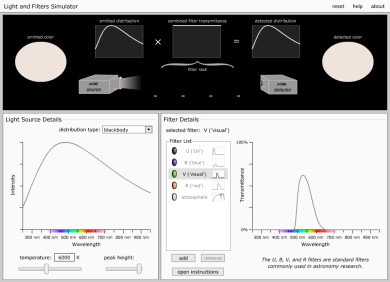 Light and Filters Simulator
reset help about
emitted distribution
combined filter transmittance
detected distribution
emitted color
detected color
×
=
filter rack
source
detector
Light Source Details
distribution type: blackbody
Intensity
300 nm 400 nm 500 nm 600 nm 700 nm 800 nm 900 nm
Wavelength
temperature: 6000 K
peak height:
Filter Details
selected filter: V ('visual')
Filter List
U ('UV')
B ('blue')
V ('visual')
R ('red')
atmosphere
add remove
open instructions
100%
Transmittance
0%
300 nm 400 nm 500 nm 600 nm 700 nm 800 nm 900 nm
Wavelength
The U, B, V, and R filters are standard filters
commonly used in astronomy research.